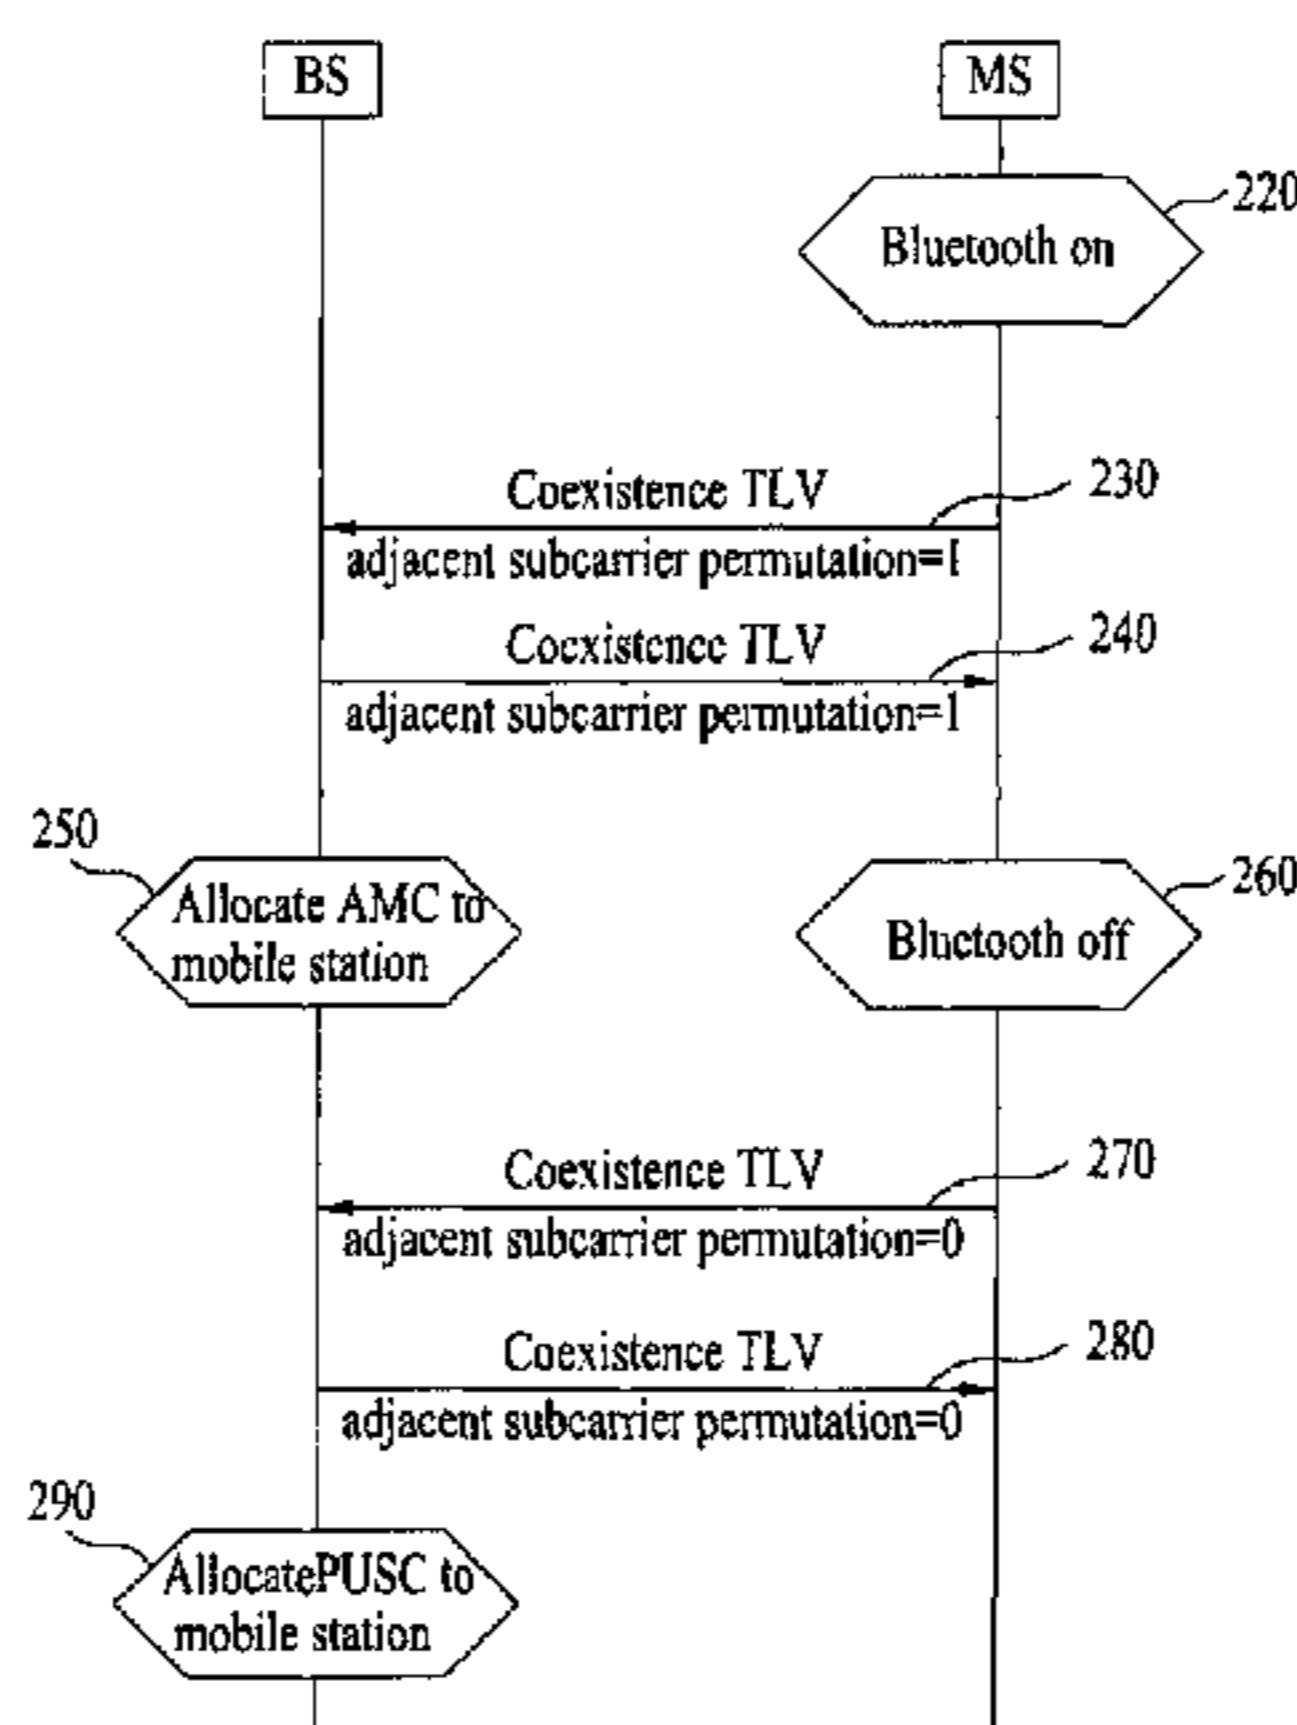 BS
MS
220
Bluetooth on
Coexistence TLV
230
adjacent subcarrier permutation=1
Coexistence TLV
240
adjacent subcarrier permutation=1
250
Allocate AMC to
mobile station
260
Bluetooth off
Coexistence TLV
270
adjacent subcarrier permutation=0
Coexistence TLV
280
adjacent subcarrier permutation=0
290
AllocatePUSC to
mobile station